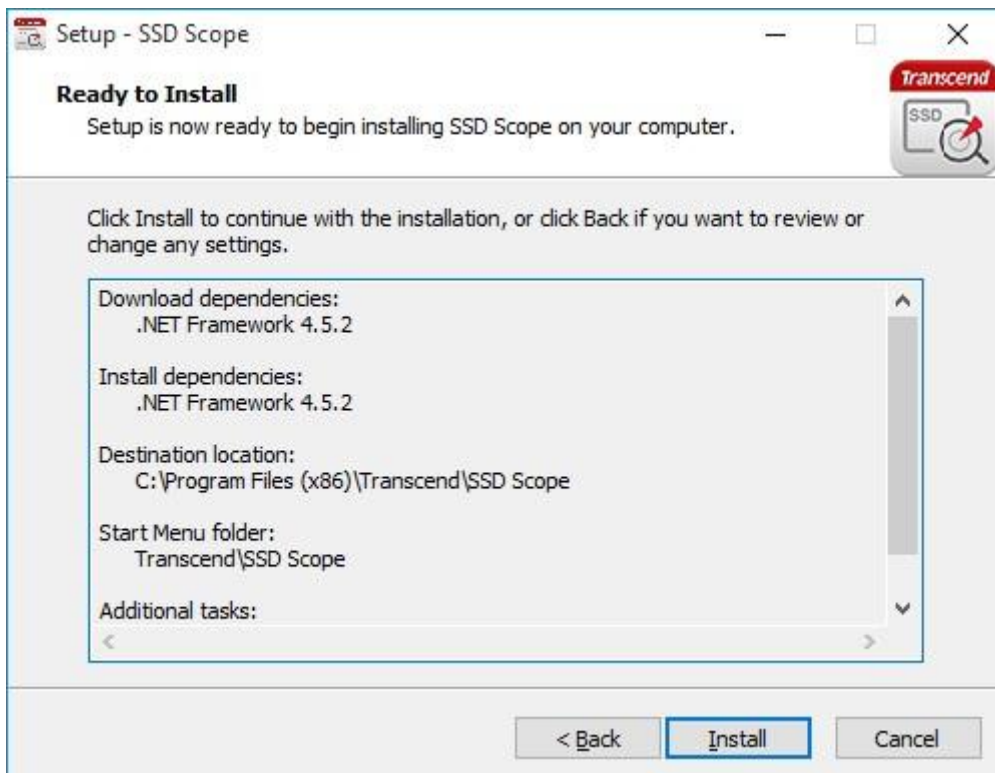 Setup - SSD Scope
Ready to Install
Setup is now ready to begin installing SSD Scope on your computer.
Transcend
SSD
Click Install to continue with the installation, or click Back if you want to review or
change any settings.
Download dependencies:
.NET Framework 4.5.2
Install dependencies:
.NET Framework 4.5.2
Destination location:
C:\Program Files (x86)\Transcend\SSD Scope
Start Menu folder:
Transcend\SSD Scope
Additional tasks:
< Back
Install
Cancel